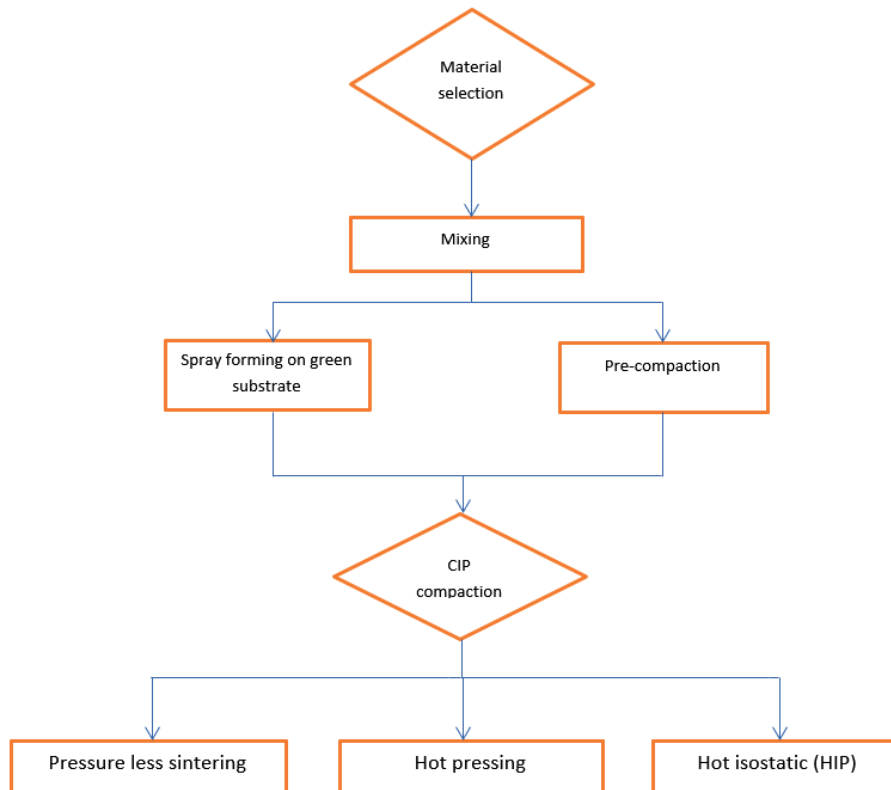 Material
selection
Mixing
Spray forming on green
substrate
Pre-compaction
CIP
compaction
Pressure less sintering
Hot pressing
Hot isostatic (HIP)